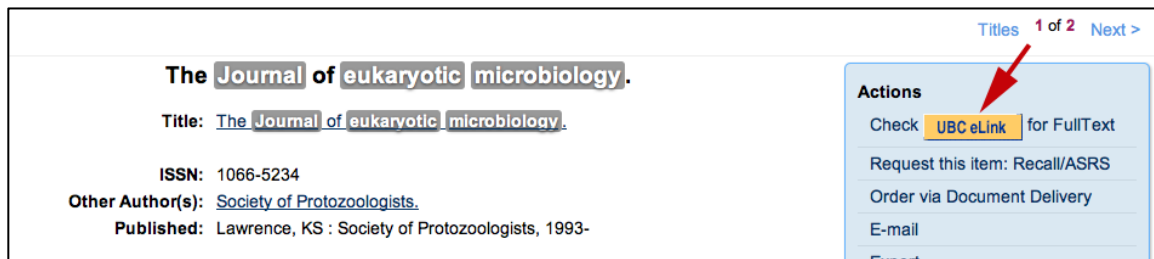 Titles 1 of 2 Next >
The Journal of eukaryotic microbiology.
Title: The Journal of eukaryotic microbiology.
ISSN: 1066-5234
Other Author(s): Society of Protozoologists.
Published: Lawrence, KS : Society of Protozoologists, 1993-
Actions
Check UBC eLink for FullText
Request this item: Recall/ASRS
Order via Document Delivery
E-mail